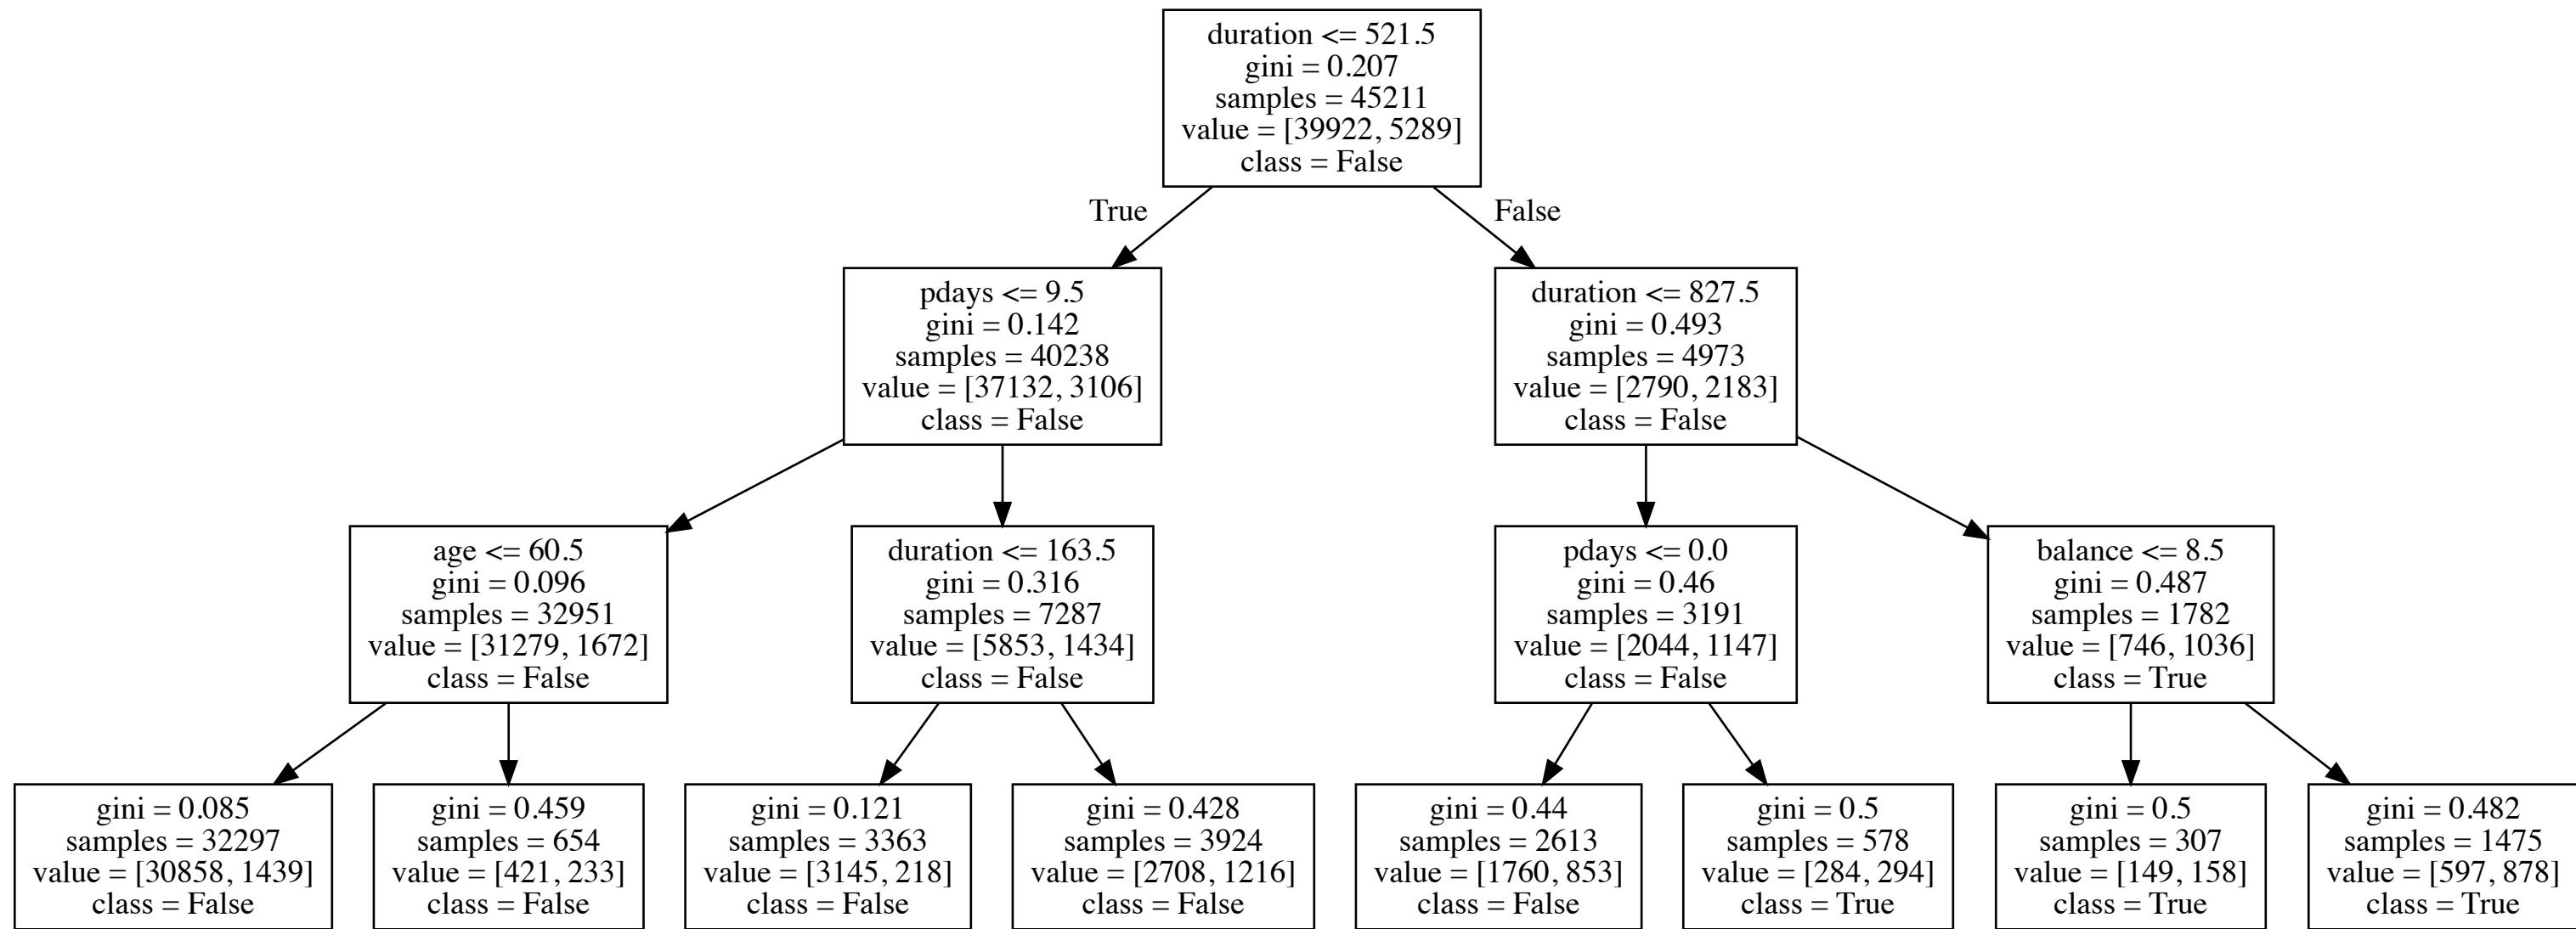 duration <= 521.5
gini = 0.207
samples = 45211
value = [39922, 5289]
class = False
True
False
pdays <= 9.5
gini = 0.142
samples = 40238
value = [37132, 3106]
class = False
duration <= 827.5
gini = 0.493
samples = 4973
value = [2790, 2183]
class = False
age <= 60.5
gini = 0.096
samples = 32951
value = [31279, 1672]
class = False
duration <= 163.5
gini = 0.316
samples = 7287
value = [5853, 1434]
class = False
pdays <= 0.0
gini = 0.46
samples = 3191
value = [2044, 1147]
class = False
balance <= 8.5
gini = 0.487
samples = 1782
value = [746, 1036]
class = True
gini = 0.085
samples = 32297
value = [30858, 1439]
class = False
gini = 0.459
samples = 654
value = [421, 233]
class = False
gini = 0.121
samples = 3363
value = [3145, 218]
class = False
gini = 0.428
samples = 3924
value = [2708, 1216]
class = False
gini = 0.44
samples = 2613
value = [1760, 853]
class = False
gini = 0.5
samples = 578
value = [284, 294]
class = True
gini = 0.5
samples = 307
value = [149, 158]
class = True
gini = 0.482
samples = 1475
value = [597, 878]
class = True